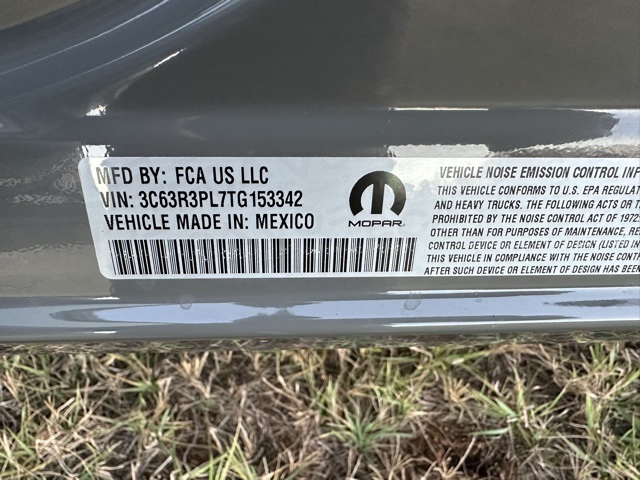 MFD BY: FCA US LLC
VIN: 3C63R3PL7TG153342
VEHICLE MADE IN: MEXICO
MOPAR
VEHICLE NOISE EMISSION CONTROL
THIS VEHICLE CONFORMS TO U.S. EPA
AND HEAVY TRUCKS. THE FOLLOWING ACTS
PROHIBITED BY THE NOISE CONTROL ACT OF 1972
OTHER THAN FOR PURPOSES OF MAINTENANCE,
CONTROL DEVICE OR ELEMENT OF DESIGN (LISTED
THIS VEHICLE IN COMPLIANCE WITH THE NOISE
AFTER SUCH DEVICE OR ELEMENT OF DESIGN HAS BEEN